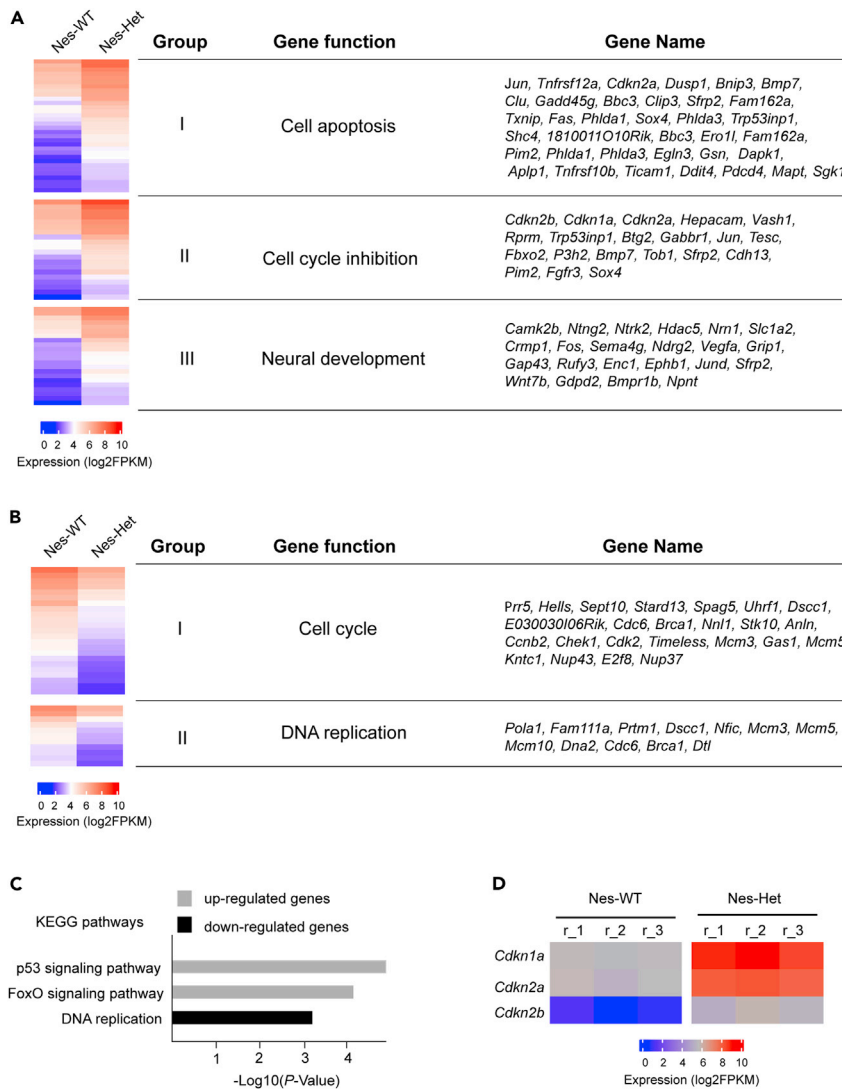 A
Nes-WT
Nes-Het
Group Gene function Gene Name
I
Cell apoptosis
Jun, Tnfrsf12a, Cdkn2a, Dusp1, Bnip3, Bmp7,
Clu, Gadd45g, Bbc3, Clip3, Sfrp2, Fam162a,
Txnip, Fas, Phlda1, Sox4, Phlda3, Trp53inp1,
Shc4, 1810011O10Rik, Bbc3, Ero1l, Fam162a,
Pim2, Phlda1, Phlda3, Egln3, Gsn, Dapk1,
Aplp1, Tnfrsf10b, Ticam1, Ddit4, Pdcd4, Mapt, Sgk1
II
Cell cycle inhibition
Cdkn2b, Cdkn1a, Cdkn2a, Hepacam, Vash1,
Rprm, Trp53inp1, Btg2, Gabbr1, Jun, Tesc,
Fbxo2, P3h2, Bmp7, Tob1, Sfrp2, Cdh13,
Pim2, Fgfr3, Sox4
III
Neural development
Camk2b, Ntng2, Ntrk2, Hdac5, Nrn1, Slc1a2,
Crmp1, Fos, Sema4g, Ndrg2, Vegfa, Grip1,
Gap43, Rufy3, Enc1, Ephb1, Jund, Sfrp2,
Wnt7b, Gdpd2, Bmpr1b, Npnt
0 2 4 6 8 10
Expression (log2FPKM)
B
Nes-WT
Nes-Het
Group Gene function Gene Name
I
Cell cycle
Prr5, Hells, Sept10, Stard13, Spag5, Uhrf1, Dscc1,
E030030I06Rik, Cdc6, Brca1, Nnl1, Stk10, Anln,
Ccnb2, Chek1, Cdk2, Timeless, Mcm3, Gas1, Mcm5
Kntc1, Nup43, E2f8, Nup37
II
DNA replication
Pola1, Fam111a, Prtm1, Dscc1, Nfic, Mcm3, Mcm5,
Mcm10, Dna2, Cdc6, Brca1, Dtl
0 2 4 6 8 10
Expression (log2FPKM)
C
up-regulated genes
KEGG pathways
down-regulated genes
p53 signaling pathway
FoxO signaling pathway
DNA replication
1 2 3 4
-Log10(P-Value)
D
Nes-WT Nes-Het
r_1 r_2 r_3 r_1 r_2 r_3
Cdkn1a
Cdkn2a
Cdkn2b
0 2 4 6 8 10
Expression (log2FPKM)